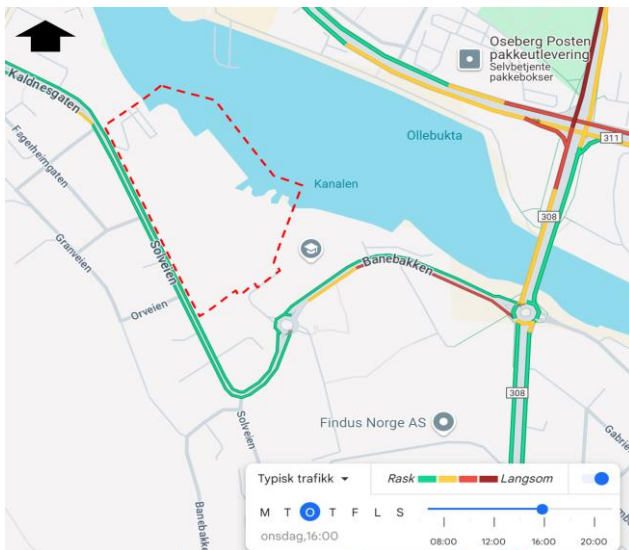 Oseberg Posten
pakkeutlevering
Selvbetjente
pakkebokser
Kaldnesgaten
Fagerheimgaten
Ollebukta
311
Kanalen
308
Granveien
Solveien
Banebakken
Orveien
308
Findus Norge AS
Solveien
Banebakken
Typisk trafikk
Rask
Langsom
M T O T F L S
onsdag,16:00
08:00 12:00 16:00 20:00